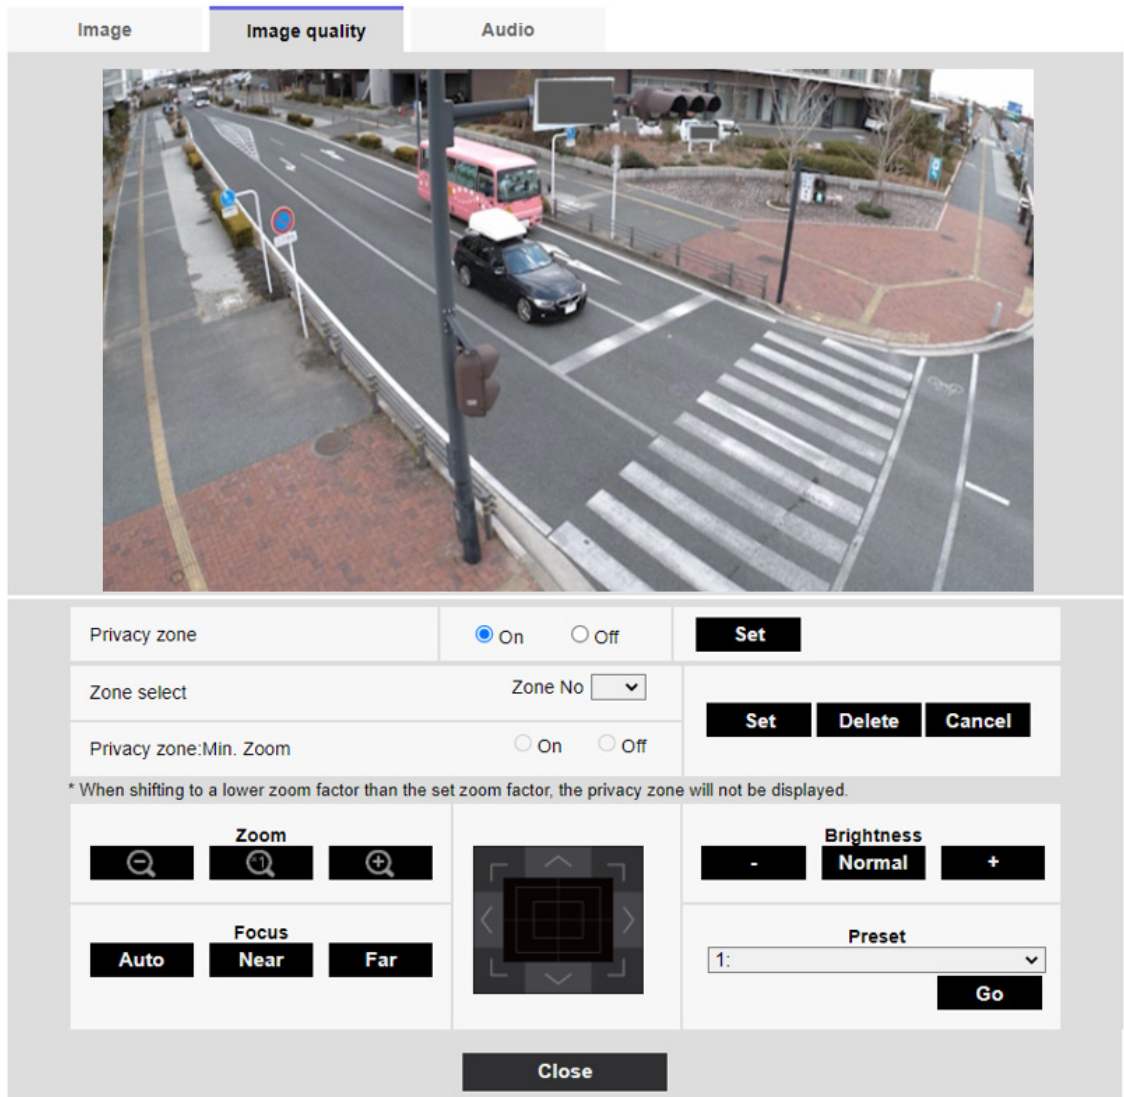 Image Image quality Audio
Privacy zone On Off Set
Zone select Zone No
Set Delete Cancel
Privacy zone:Min. Zoom On Off
* When shifting to a lower zoom factor than the set zoom factor, the privacy zone will not be displayed.
Zoom
×1
Focus
Auto Near Far
Brightness
- Normal +
Preset
1:
Go
Close